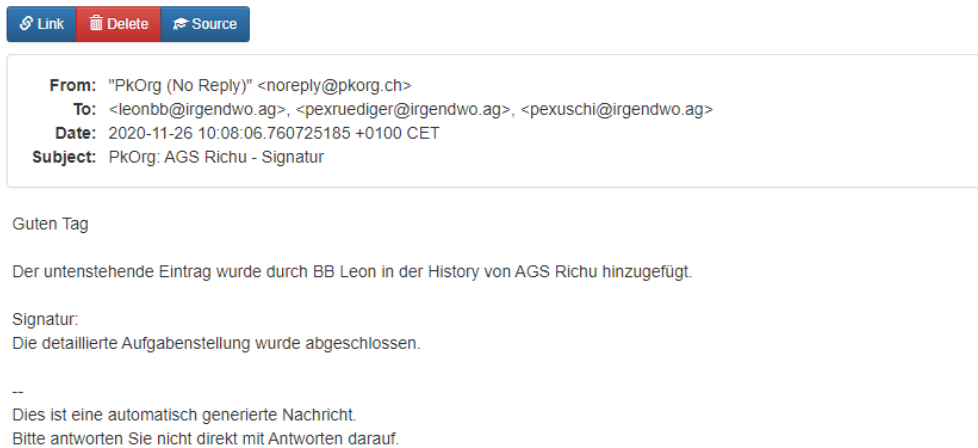 Link Delete Source
From: "PkOrg (No Reply)" <noreply@pkorg.ch>
To: <leonbb@irgendwo.ag>, <pexruediger@irgendwo.ag>, <pexuschi@irgendwo.ag>
Date: 2020-11-26 10:08:06.760725185 +0100 CET
Subject: PkOrg: AGS Richu - Signatur
Guten Tag
Der untenstehende Eintrag wurde durch BB Leon in der History von AGS Richu hinzugefügt.
Signatur:
Die detaillierte Aufgabenstellung wurde abgeschlossen.
--
Dies ist eine automatisch generierte Nachricht.
Bitte antworten Sie nicht direkt mit Antworten darauf.